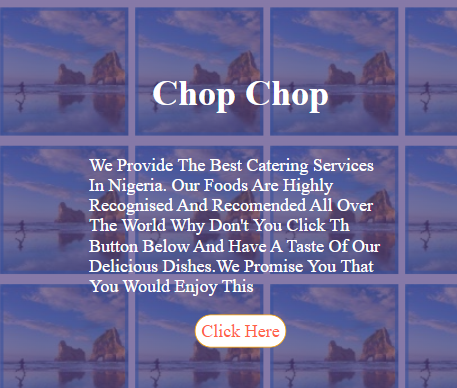 Chop Chop
We Provide The Best Catering Services
In Nigeria. Our Foods Are Highly
Recognised And Recomended All Over
The World Why Don't You Click Th
Button Below And Have A Taste Of Our
Delicious Dishes.We Promise You That
You Would Enjoy This
Click Here